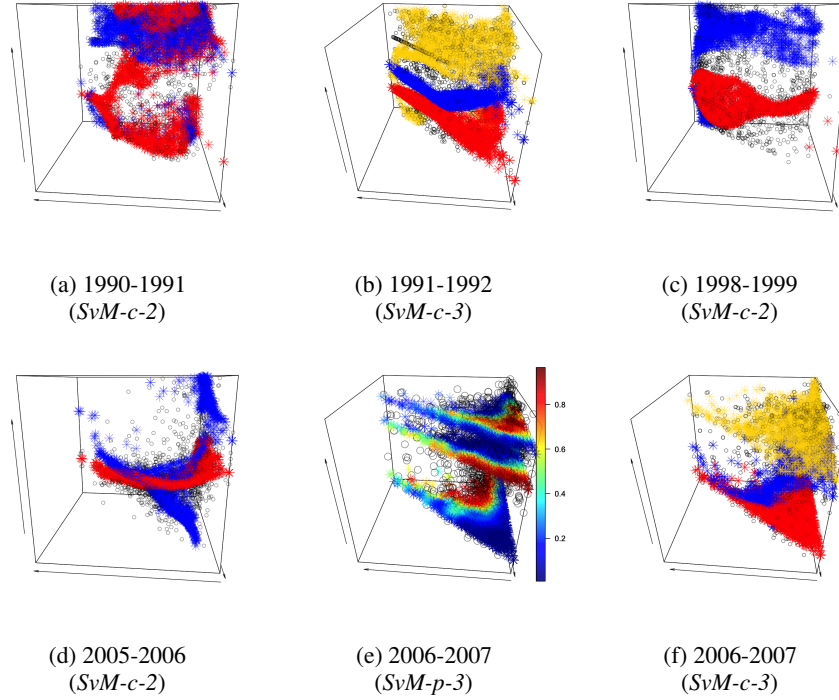 (a) 1990-1991
(SvM-c-2)
(b) 1991-1992
(SvM-c-3)
(c) 1998-1999
(SvM-c-2)
0.8
0.6
0.4
0.2
(d) 2005-2006
(SvM-c-2)
(e) 2006-2007
(SvM-p-3)
(f) 2006-2007
(SvM-c-3)